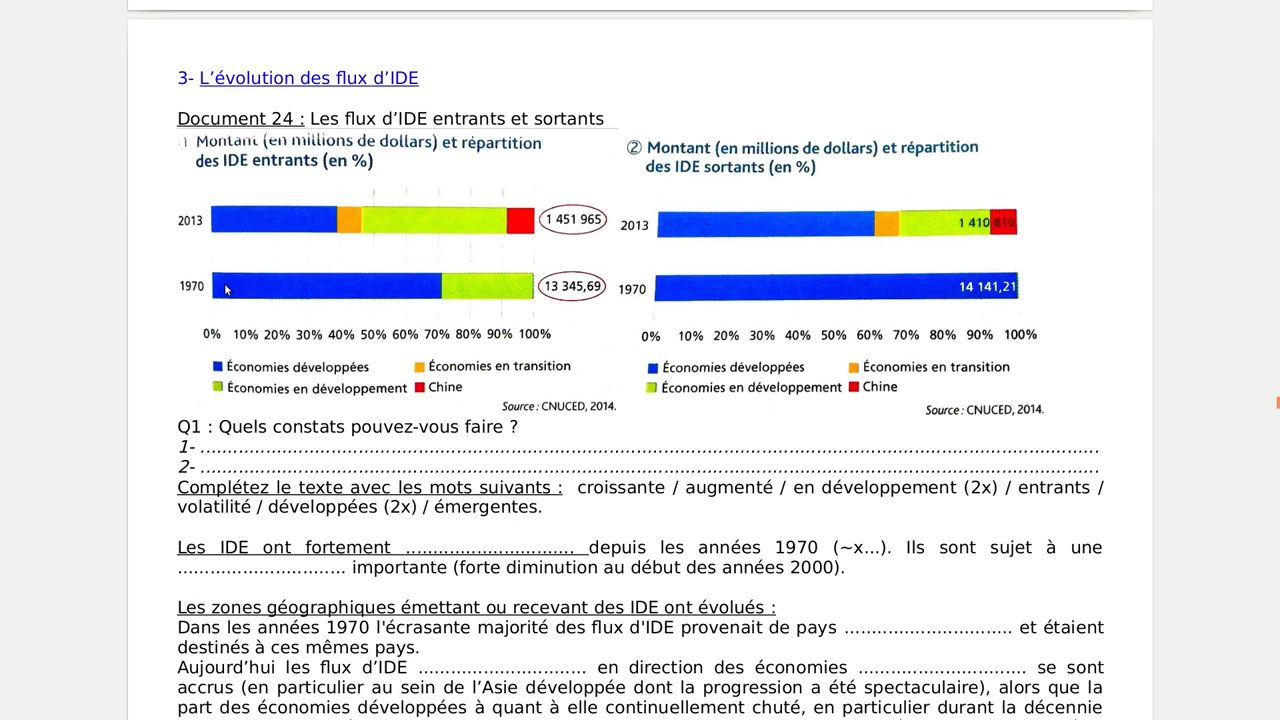 3- L’évolution des flux d’IDE
Document 24 : Les flux d’IDE entrants et sortants
① Montant (en millions de dollars) et répartition
des IDE entrants (en %)
2013
1 451 965
1970
13 345,69
0% 10% 20% 30% 40% 50% 60% 70% 80% 90% 100%
Économies développées Économies en transition
Économies en développement Chine
Source : CNUCED, 2014.
② Montant (en millions de dollars) et répartition
des IDE sortants (en %)
2013
1 410 810
1970
14 141,21
0% 10% 20% 30% 40% 50% 60% 70% 80% 90% 100%
Économies développées Économies en transition
Économies en développement Chine
Source : CNUCED, 2014.
Q1 : Quels constats pouvez-vous faire ?
1- ..........................................................................................
2- ..........................................................................................
Complétez le texte avec les mots suivants : croissante / augmenté / en développement (2x) / entrants /
volatilité / développées (2x) / émergentes.
Les IDE ont fortement .............................. depuis les années 1970 (~x...). Ils sont sujet à une
.............................. importante (forte diminution au début des années 2000).
Les zones géographiques émettant ou recevant des IDE ont évolués :
Dans les années 1970 l'écrasante majorité des flux d'IDE provenait de pays .............................. et étaient
destinés à ces mêmes pays.
Aujourd’hui les flux d’IDE .............................. en direction des économies .............................. se sont
accrus (en particulier au sein de l’Asie développée dont la progression a été spectaculaire), alors que la
part des économies développées à quant à elle continuellement chuté, en particulier durant la décennie